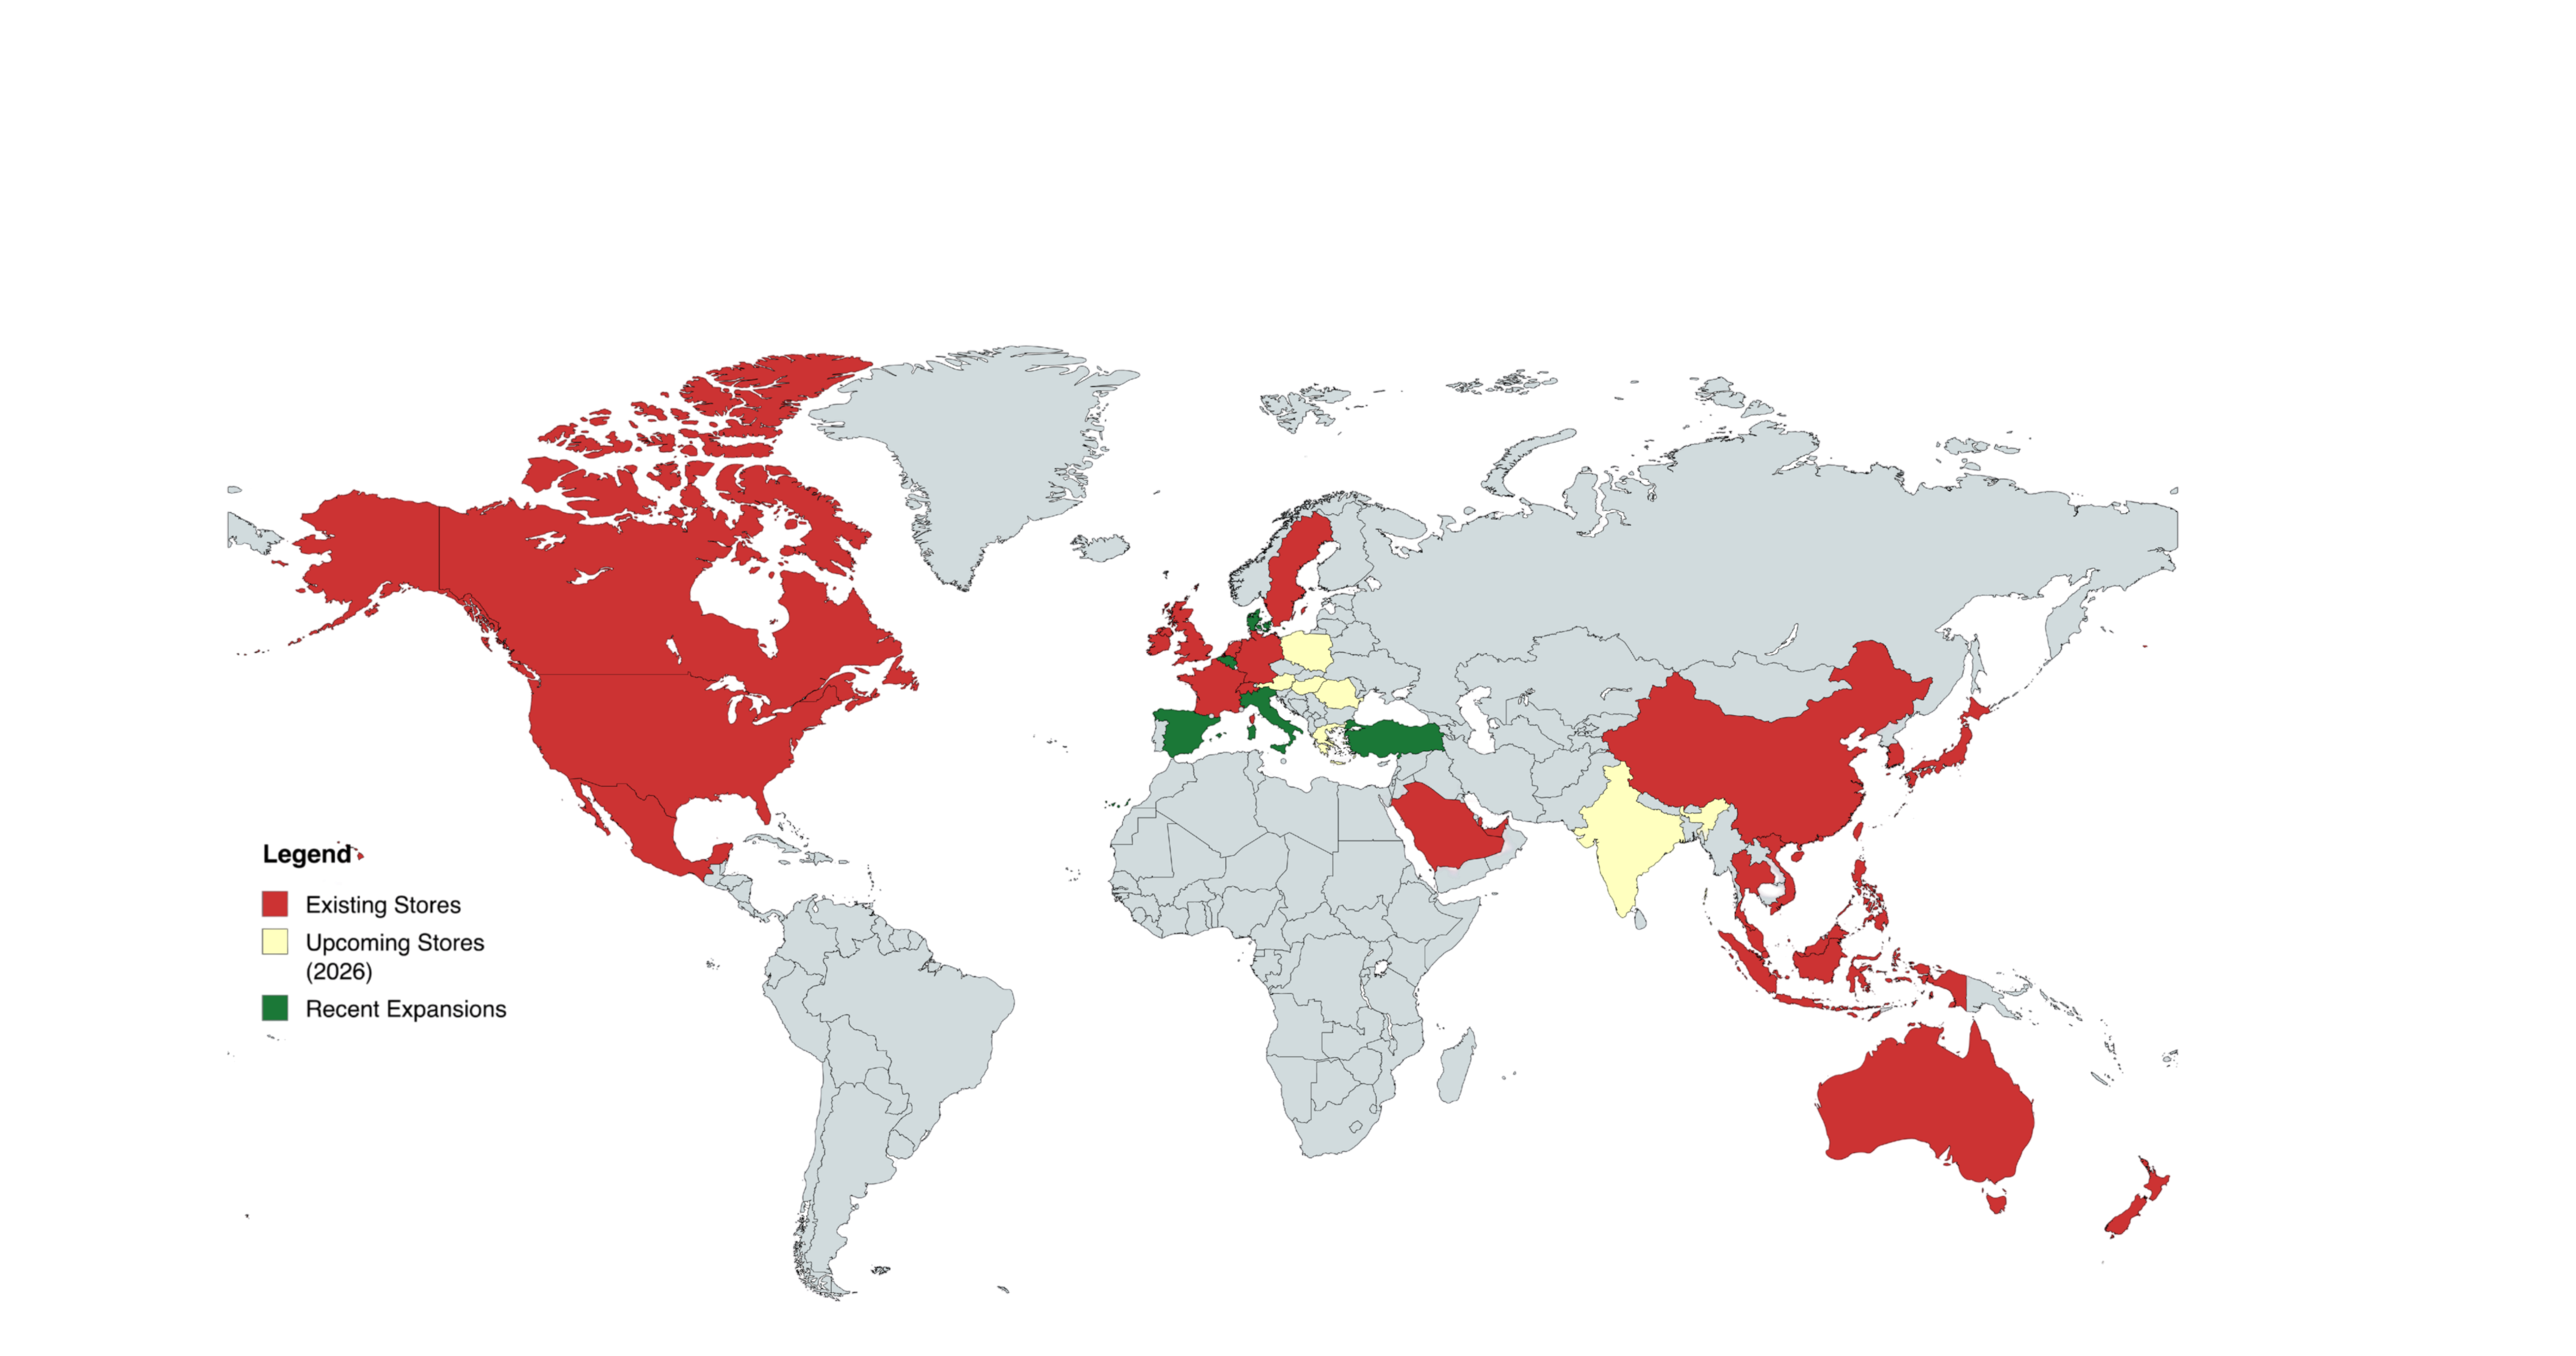 Legend
Existing Stores
Upcoming Stores
(2026)
Recent Expansions